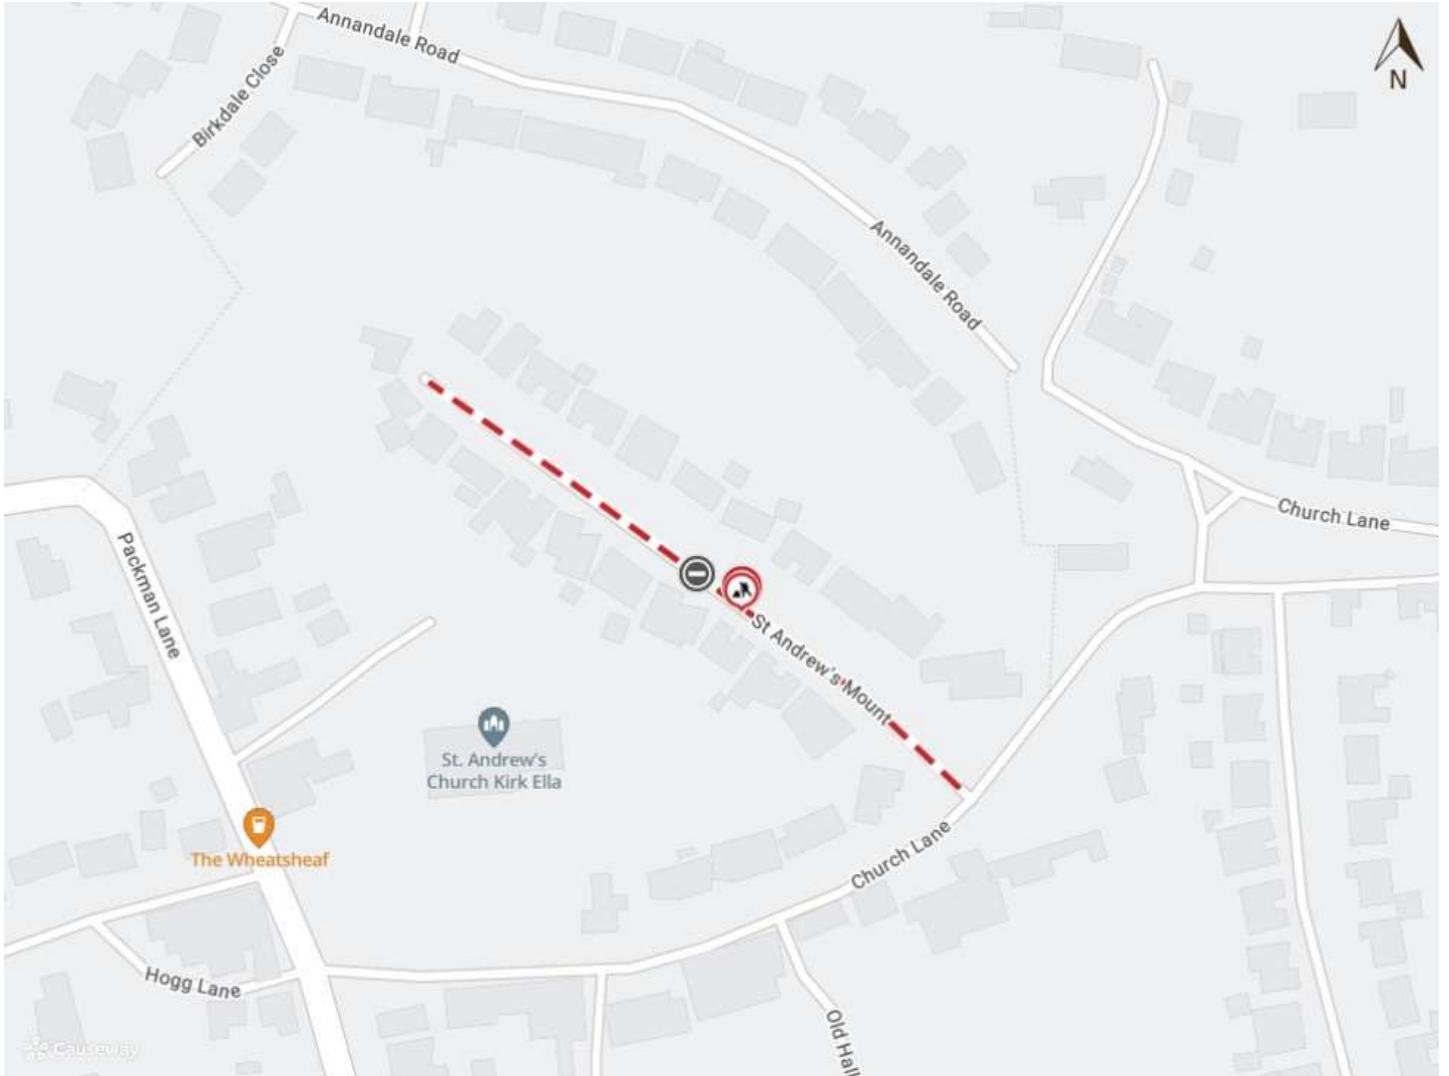 Annandale Road
N
Birkdale Close
Annandale Road
Church Lane
Packman Lane
St Andrew's Mount
St. Andrew's
Church Kirk Ella
The Wheatsheaf
Church Lane
Hogg Lane
Old Hall
Causeway